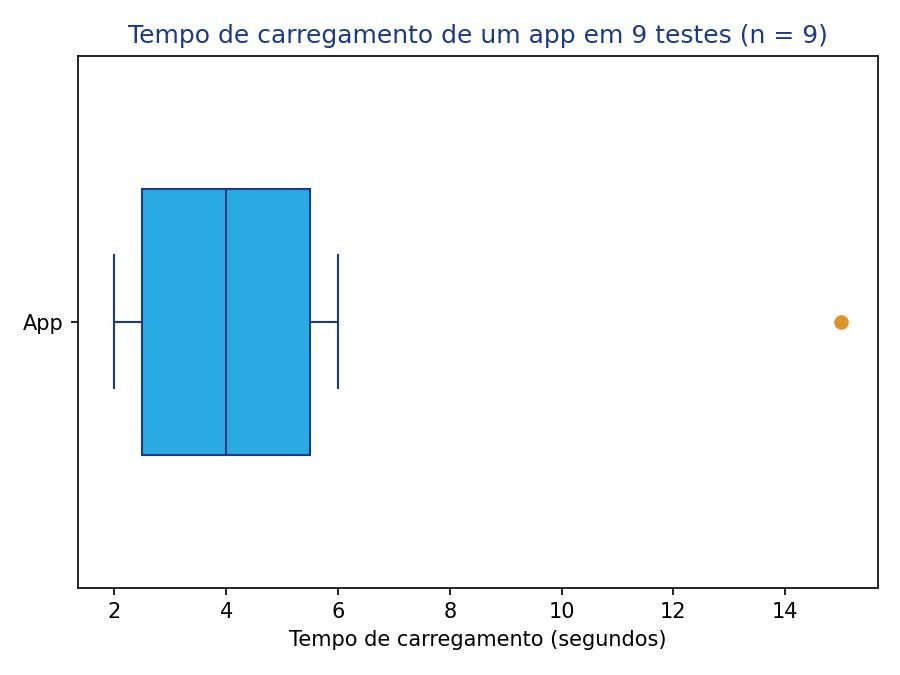 Tempo de carregamento de um app em 9 testes (n = 9)
App
2 4 6 8 10 12 14
Tempo de carregamento (segundos)